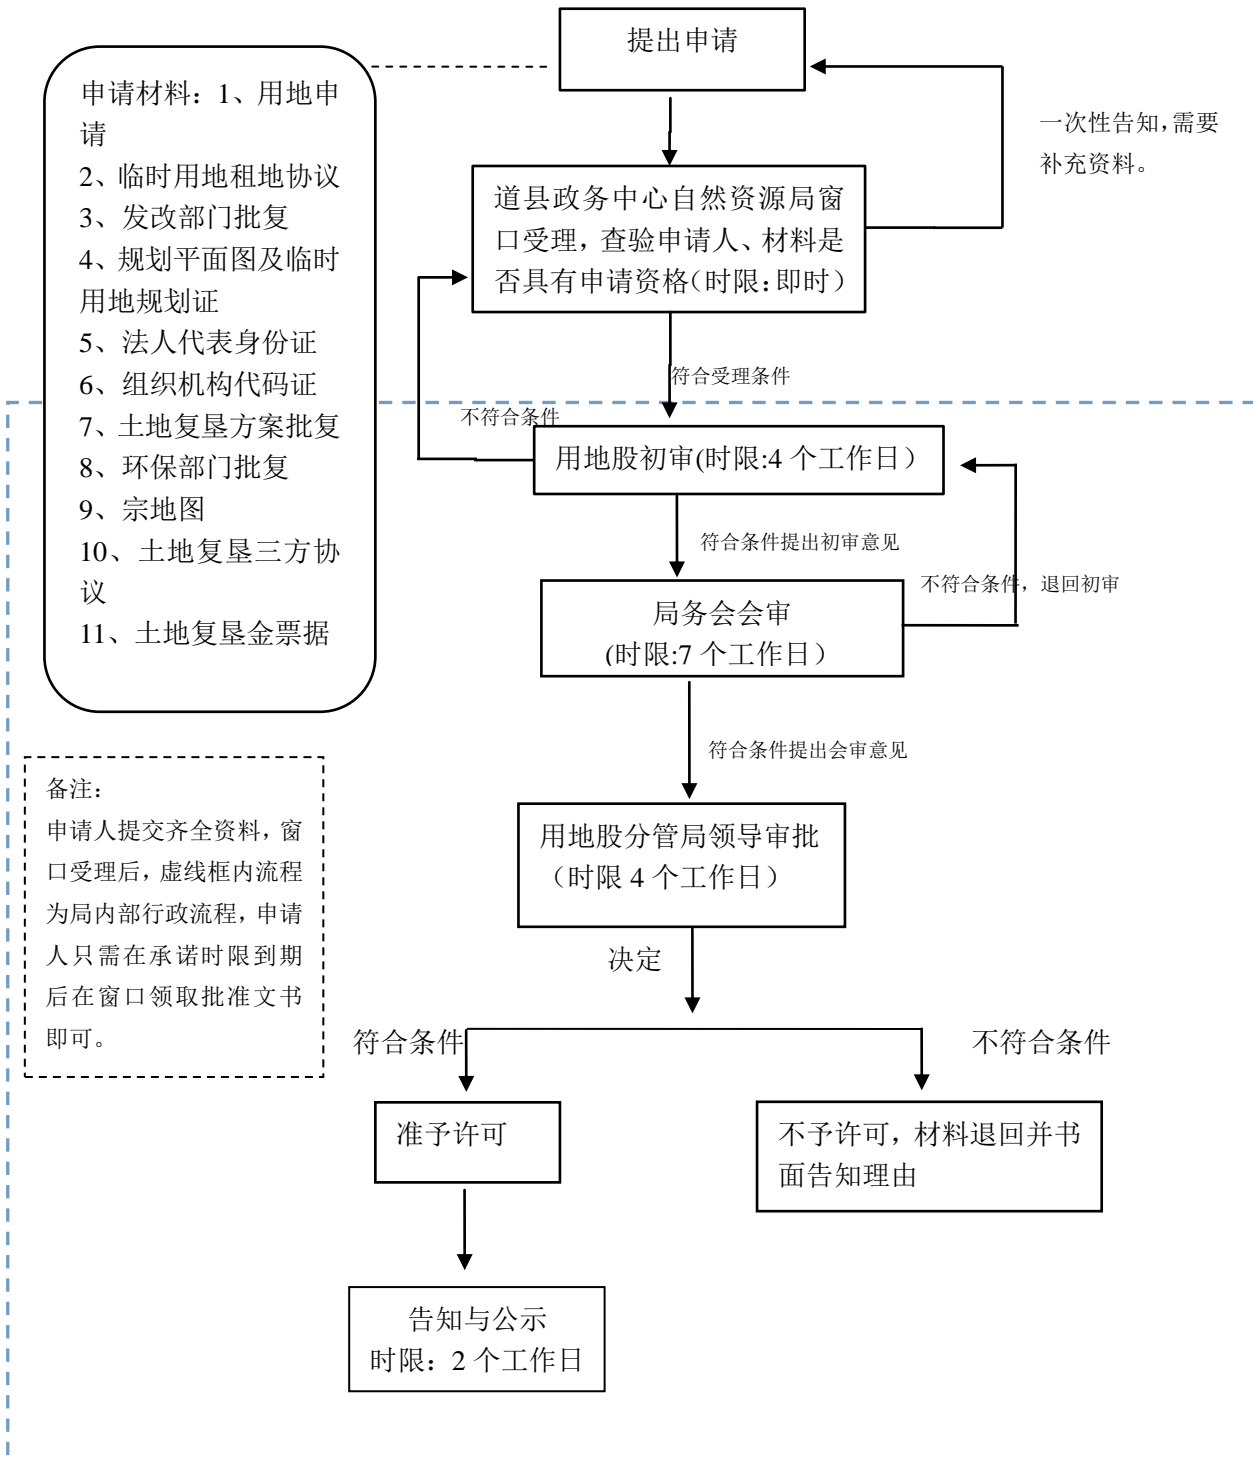 提出申请
申请材料：1、用地申
请
2、临时用地租地协议
3、发改部门批复
4、规划平面图及临时
用地规划证
5、法人代表身份证
6、组织机构代码证
7、土地复垦方案批复
8、环保部门批复
9、宗地图
10、土地复垦三方协
议
11、土地复垦金票据
一次性告知，需要
补充资料。
道县政务中心自然资源局窗
口受理，查验申请人、材料是
否具有申请资格（时限：即时）
符合受理条件
不符合条件
用地股初审(时限:4 个工作日）
符合条件提出初审意见
不符合条件，退回初审
局务会会审
(时限:7 个工作日）
符合条件提出会审意见
备注：
申请人提交齐全资料，窗
口受理后，虚线框内流程
为局内部行政流程，申请
人只需在承诺时限到期
后在窗口领取批准文书
即可。
用地股分管局领导审批
（时限 4 个工作日）
决定
符合条件
不符合条件
准予许可
不予许可，材料退回并书
面告知理由
告知与公示
时限：2 个工作日